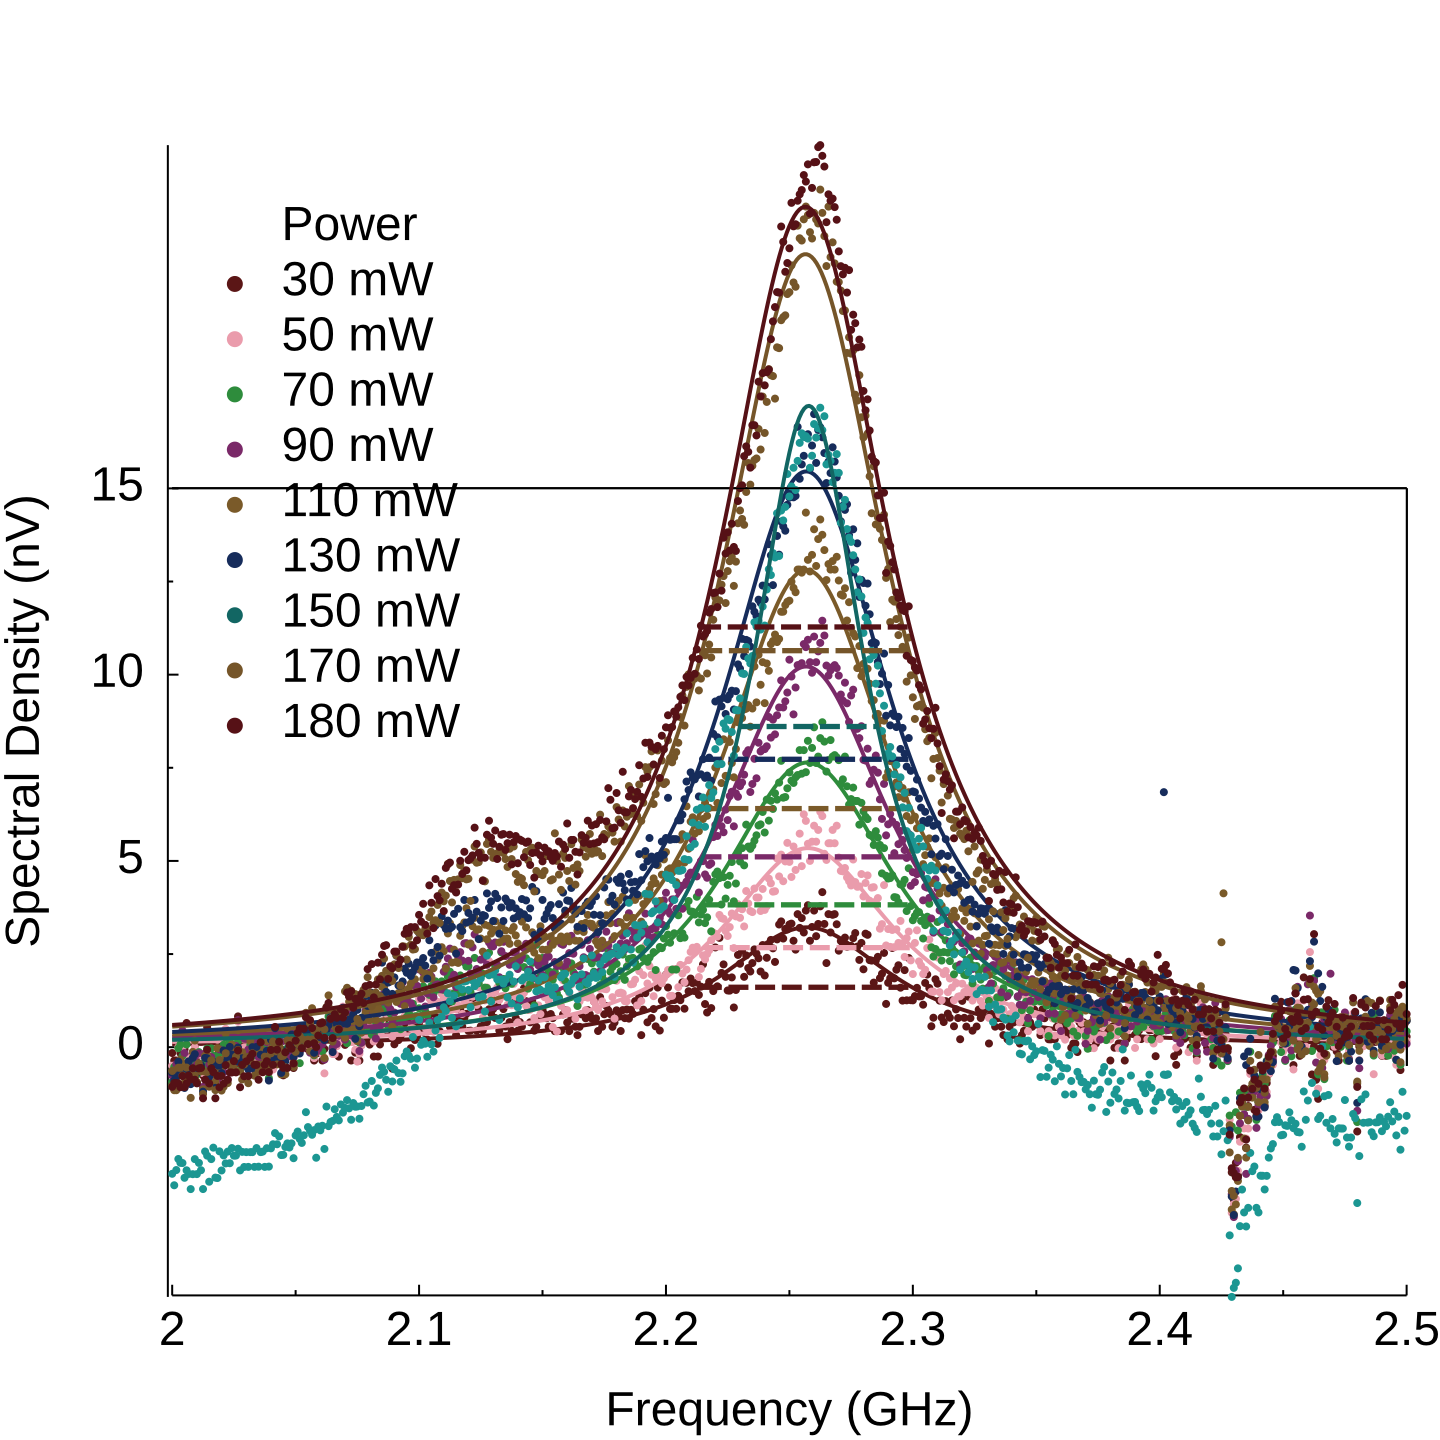 Power
30 mW
50 mW
70 mW
90 mW
110 mW
130 mW
150 mW
170 mW
180 mW
15
10
5
0
Spectral Density (nV)
2 2.1 2.2 2.3 2.4 2.5
Frequency (GHz)